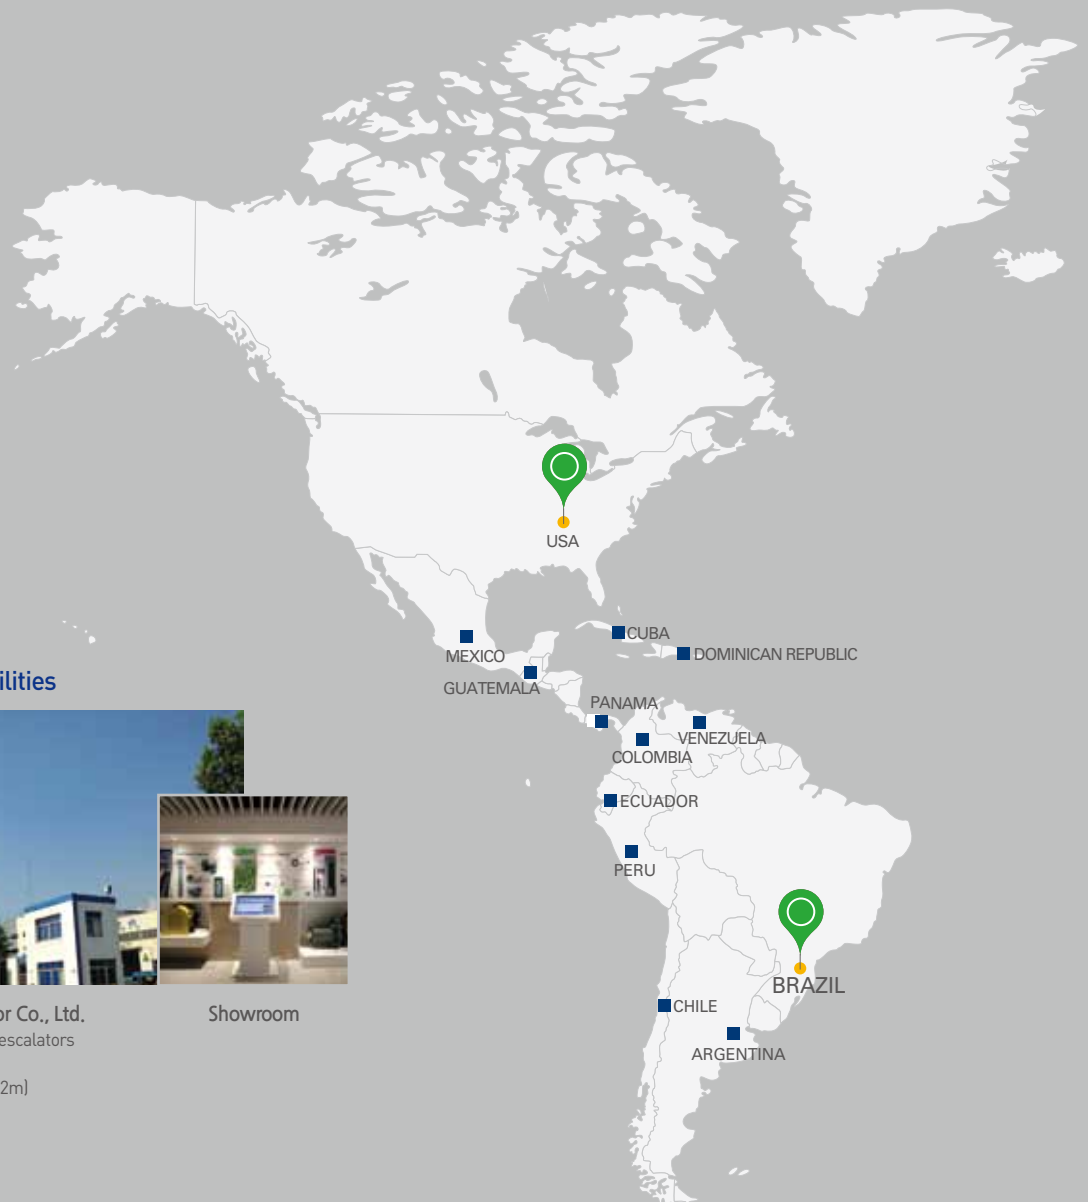 USA
CUBA
MEXICO
DOMINICAN REPUBLIC
GUATEMALA
PANAMA
VENEZUELA
COLOMBIA
ECUADOR
PERU
BRAZIL
CHILE
ARGENTINA
ilities
or Co., Ltd.
escalators
2m)
Showroom